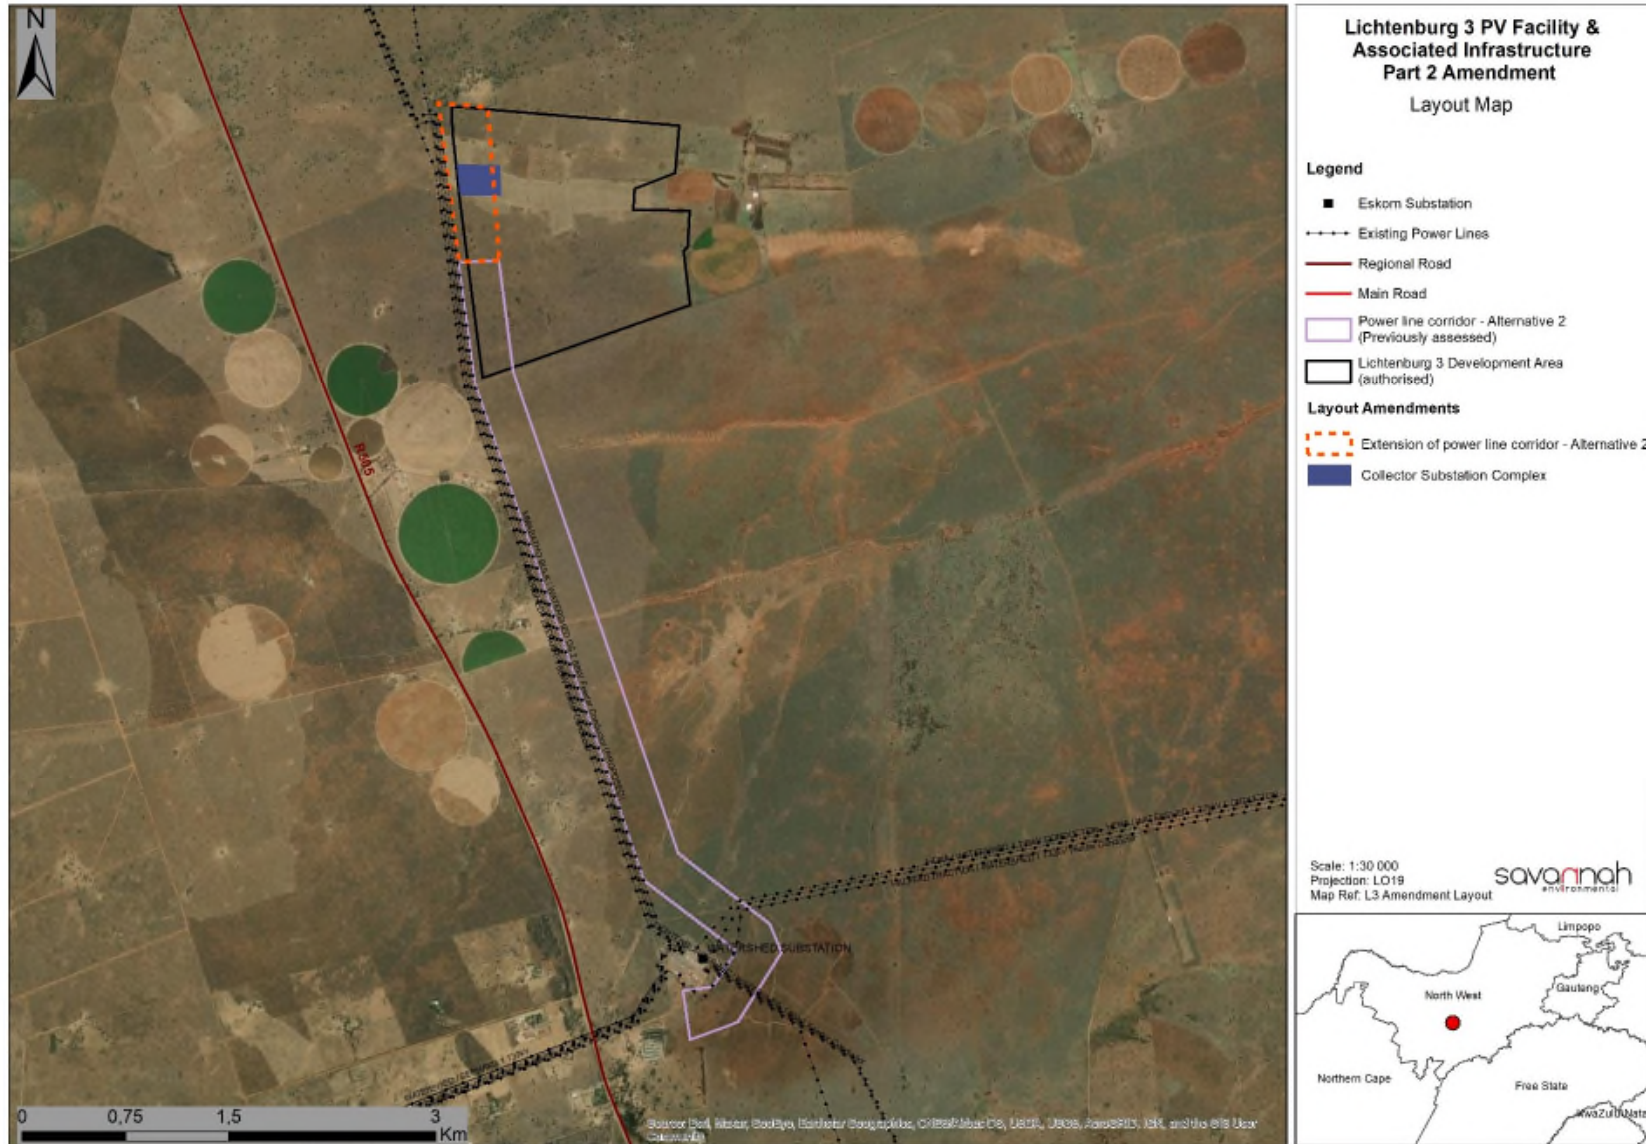 N
Lichtenburg 3 PV Facility &
Associated Infrastructure
Part 2 Amendment
Layout Map
Legend
Eskom Substation
Existing Power Lines
Regional Road
Main Road
Power line corridor - Alternative 2
(Previously assessed)
Lichtenburg 3 Development Area
(authorised)
Layout Amendments
Extension of power line corridor - Alternative 2
Collector Substation Complex
R505
SUBSTATION
Scale: 1:30 000
Projection: LO19
Map Ref: L3 Amendment Layout
savannah
environmental
Limpopo
North West
Gauteng
Northern Cape
Free State
KwaZulu-Natal
0 0,75 1,5 3
Km
Community